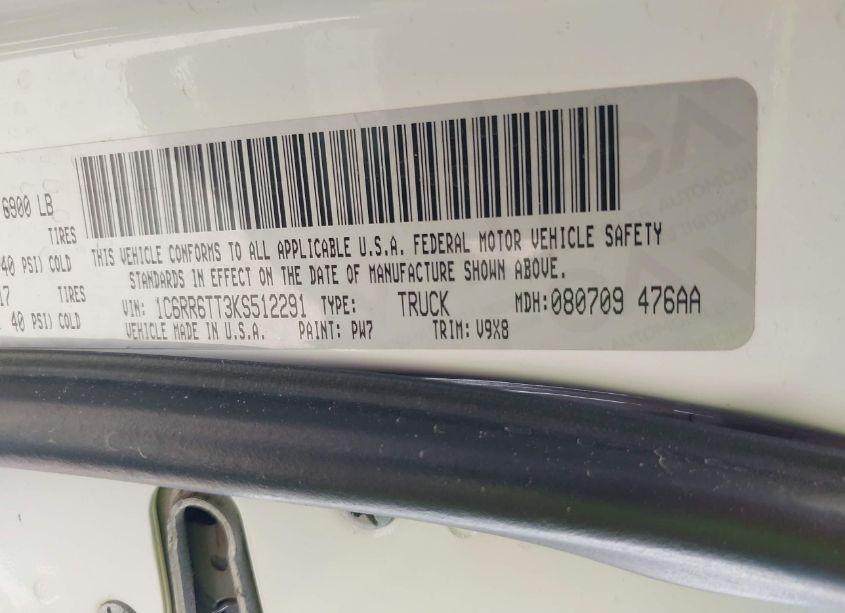 6900 LB
TIRES
40 PSI) COLD
17 TIRES
40 PSI) COLD
THIS VEHICLE CONFORMS TO ALL APPLICABLE U.S.A. FEDERAL MOTOR VEHICLE SAFETY
STANDARDS IN EFFECT ON THE DATE OF MANUFACTURE SHOWN ABOVE.
VIN: 1C6RR6TT3KS512291 TYPE: TRUCK MDH:080709 476AA
VEHICLE MADE IN U.S.A. PAINT: PW7 TRIM: V9X8